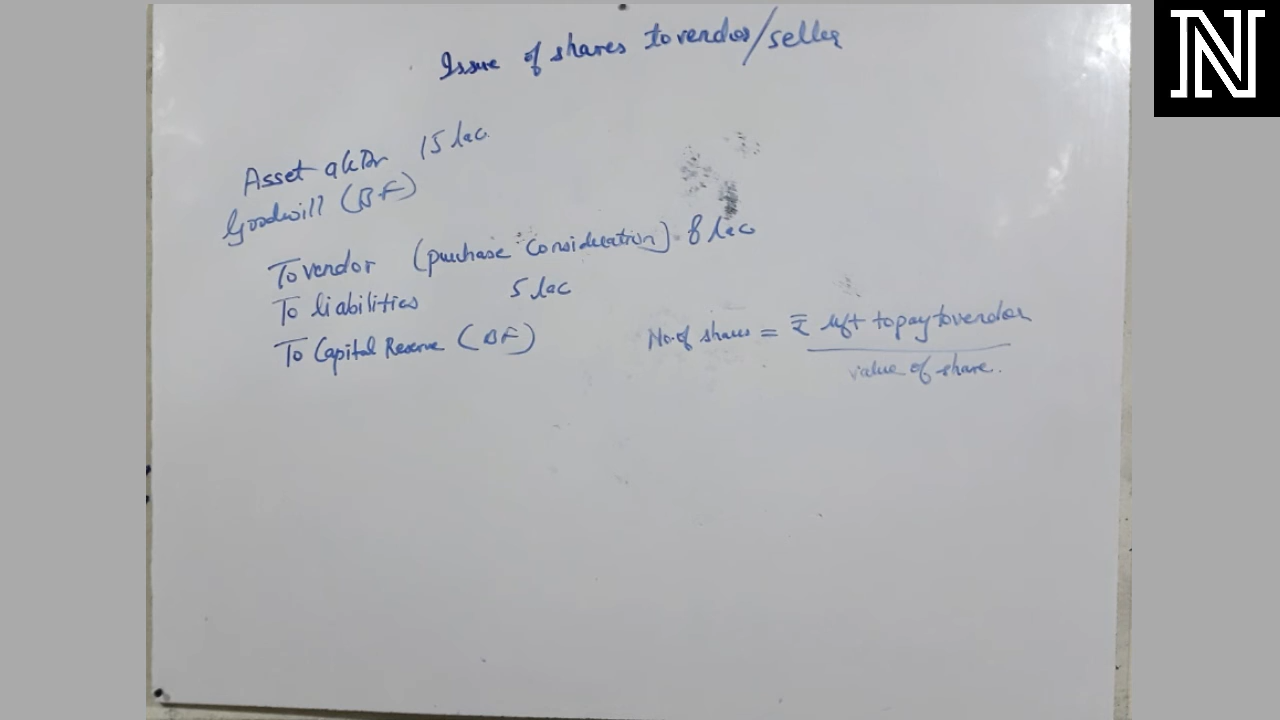 N
Issue of shares to vendor/seller
Asset a/c Dr 15 lac
Goodwill (BF)
To vendor (purchase consideration) 8 lac
To liabilities 5 lac
To Capital Reserve (BF)
No. of shares = ₹ left to pay to vendor
value of share.